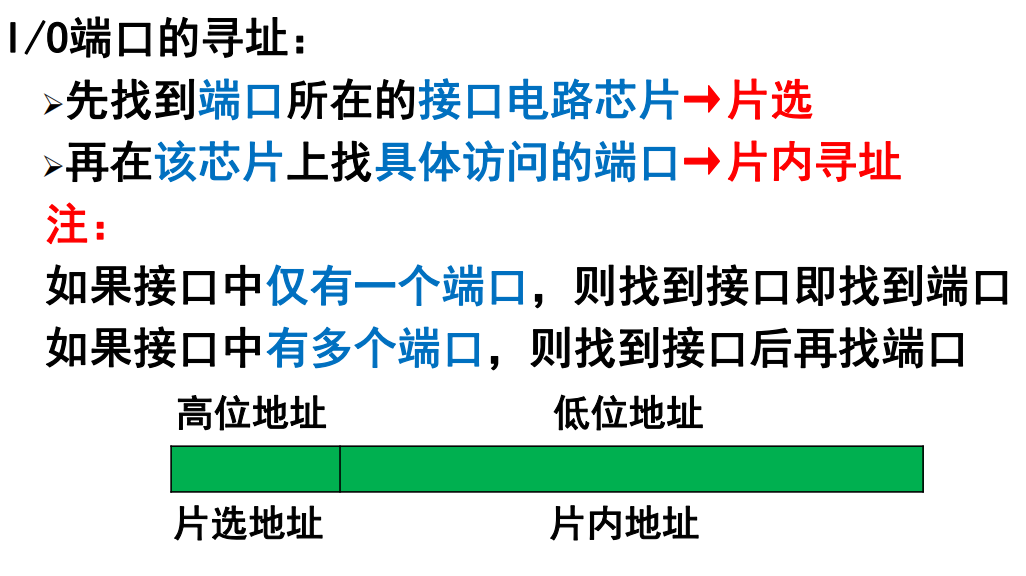 I/O端口的寻址：
➢先找到端口所在的接口电路芯片→片选
➢再在该芯片上找具体访问的端口→片内寻址
注：
如果接口中仅有一个端口，则找到接口即找到端口
如果接口中有多个端口，则找到接口后再找端口
高位地址 低位地址
片选地址 片内地址